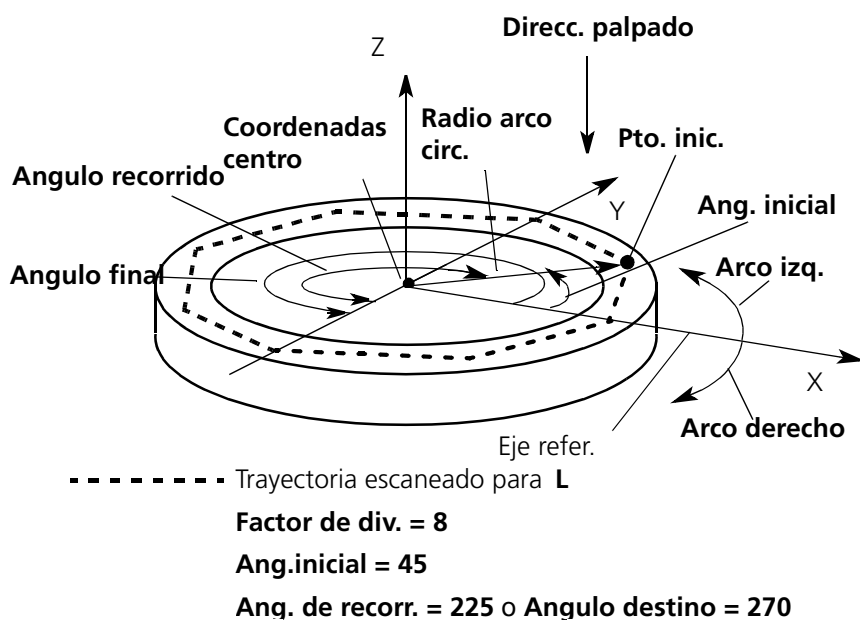 Direcc. palpado
Z
Coordenadas
centro
Radio arco
circ.
Pto. inic.
Angulo recorrido
Y
Ang. inicial
Angulo final
Arco izq.
X
Arco derecho
Eje refer.
Trayectoria escaneado para L
Factor de div. = 8
Ang.inicial = 45
Ang. de recorr. = 225 o Angulo destino = 270